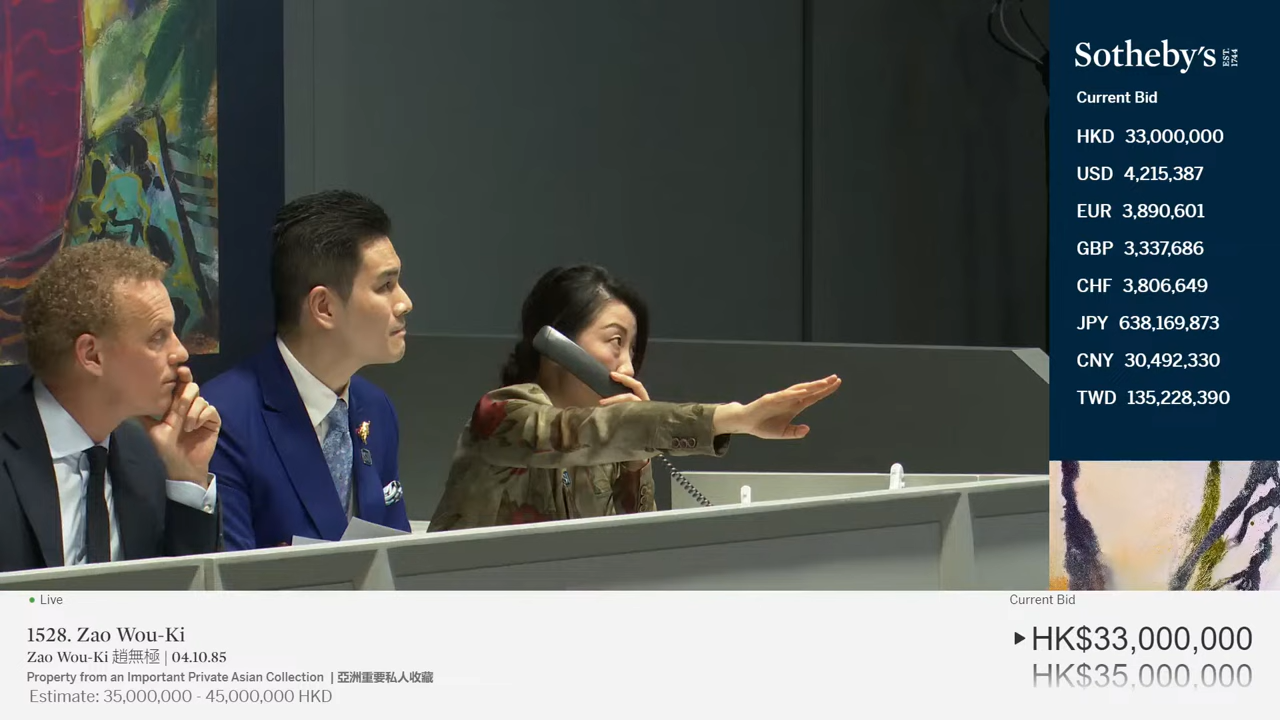 Sotheby's EST. 1744
Current Bid
HKD 33,000,000
USD 4,215,387
EUR 3,890,601
GBP 3,337,686
CHF 3,806,649
JPY 638,169,873
CNY 30,492,330
TWD 135,228,390
Live
1528. Zao Wou-Ki
Zao Wou-Ki 趙無極 | 04.10.85
Property from an Important Private Asian Collection | 亞洲重要私人收藏
Estimate: 35,000,000 - 45,000,000 HKD
Current Bid
HK$33,000,000
HK$35,000,000